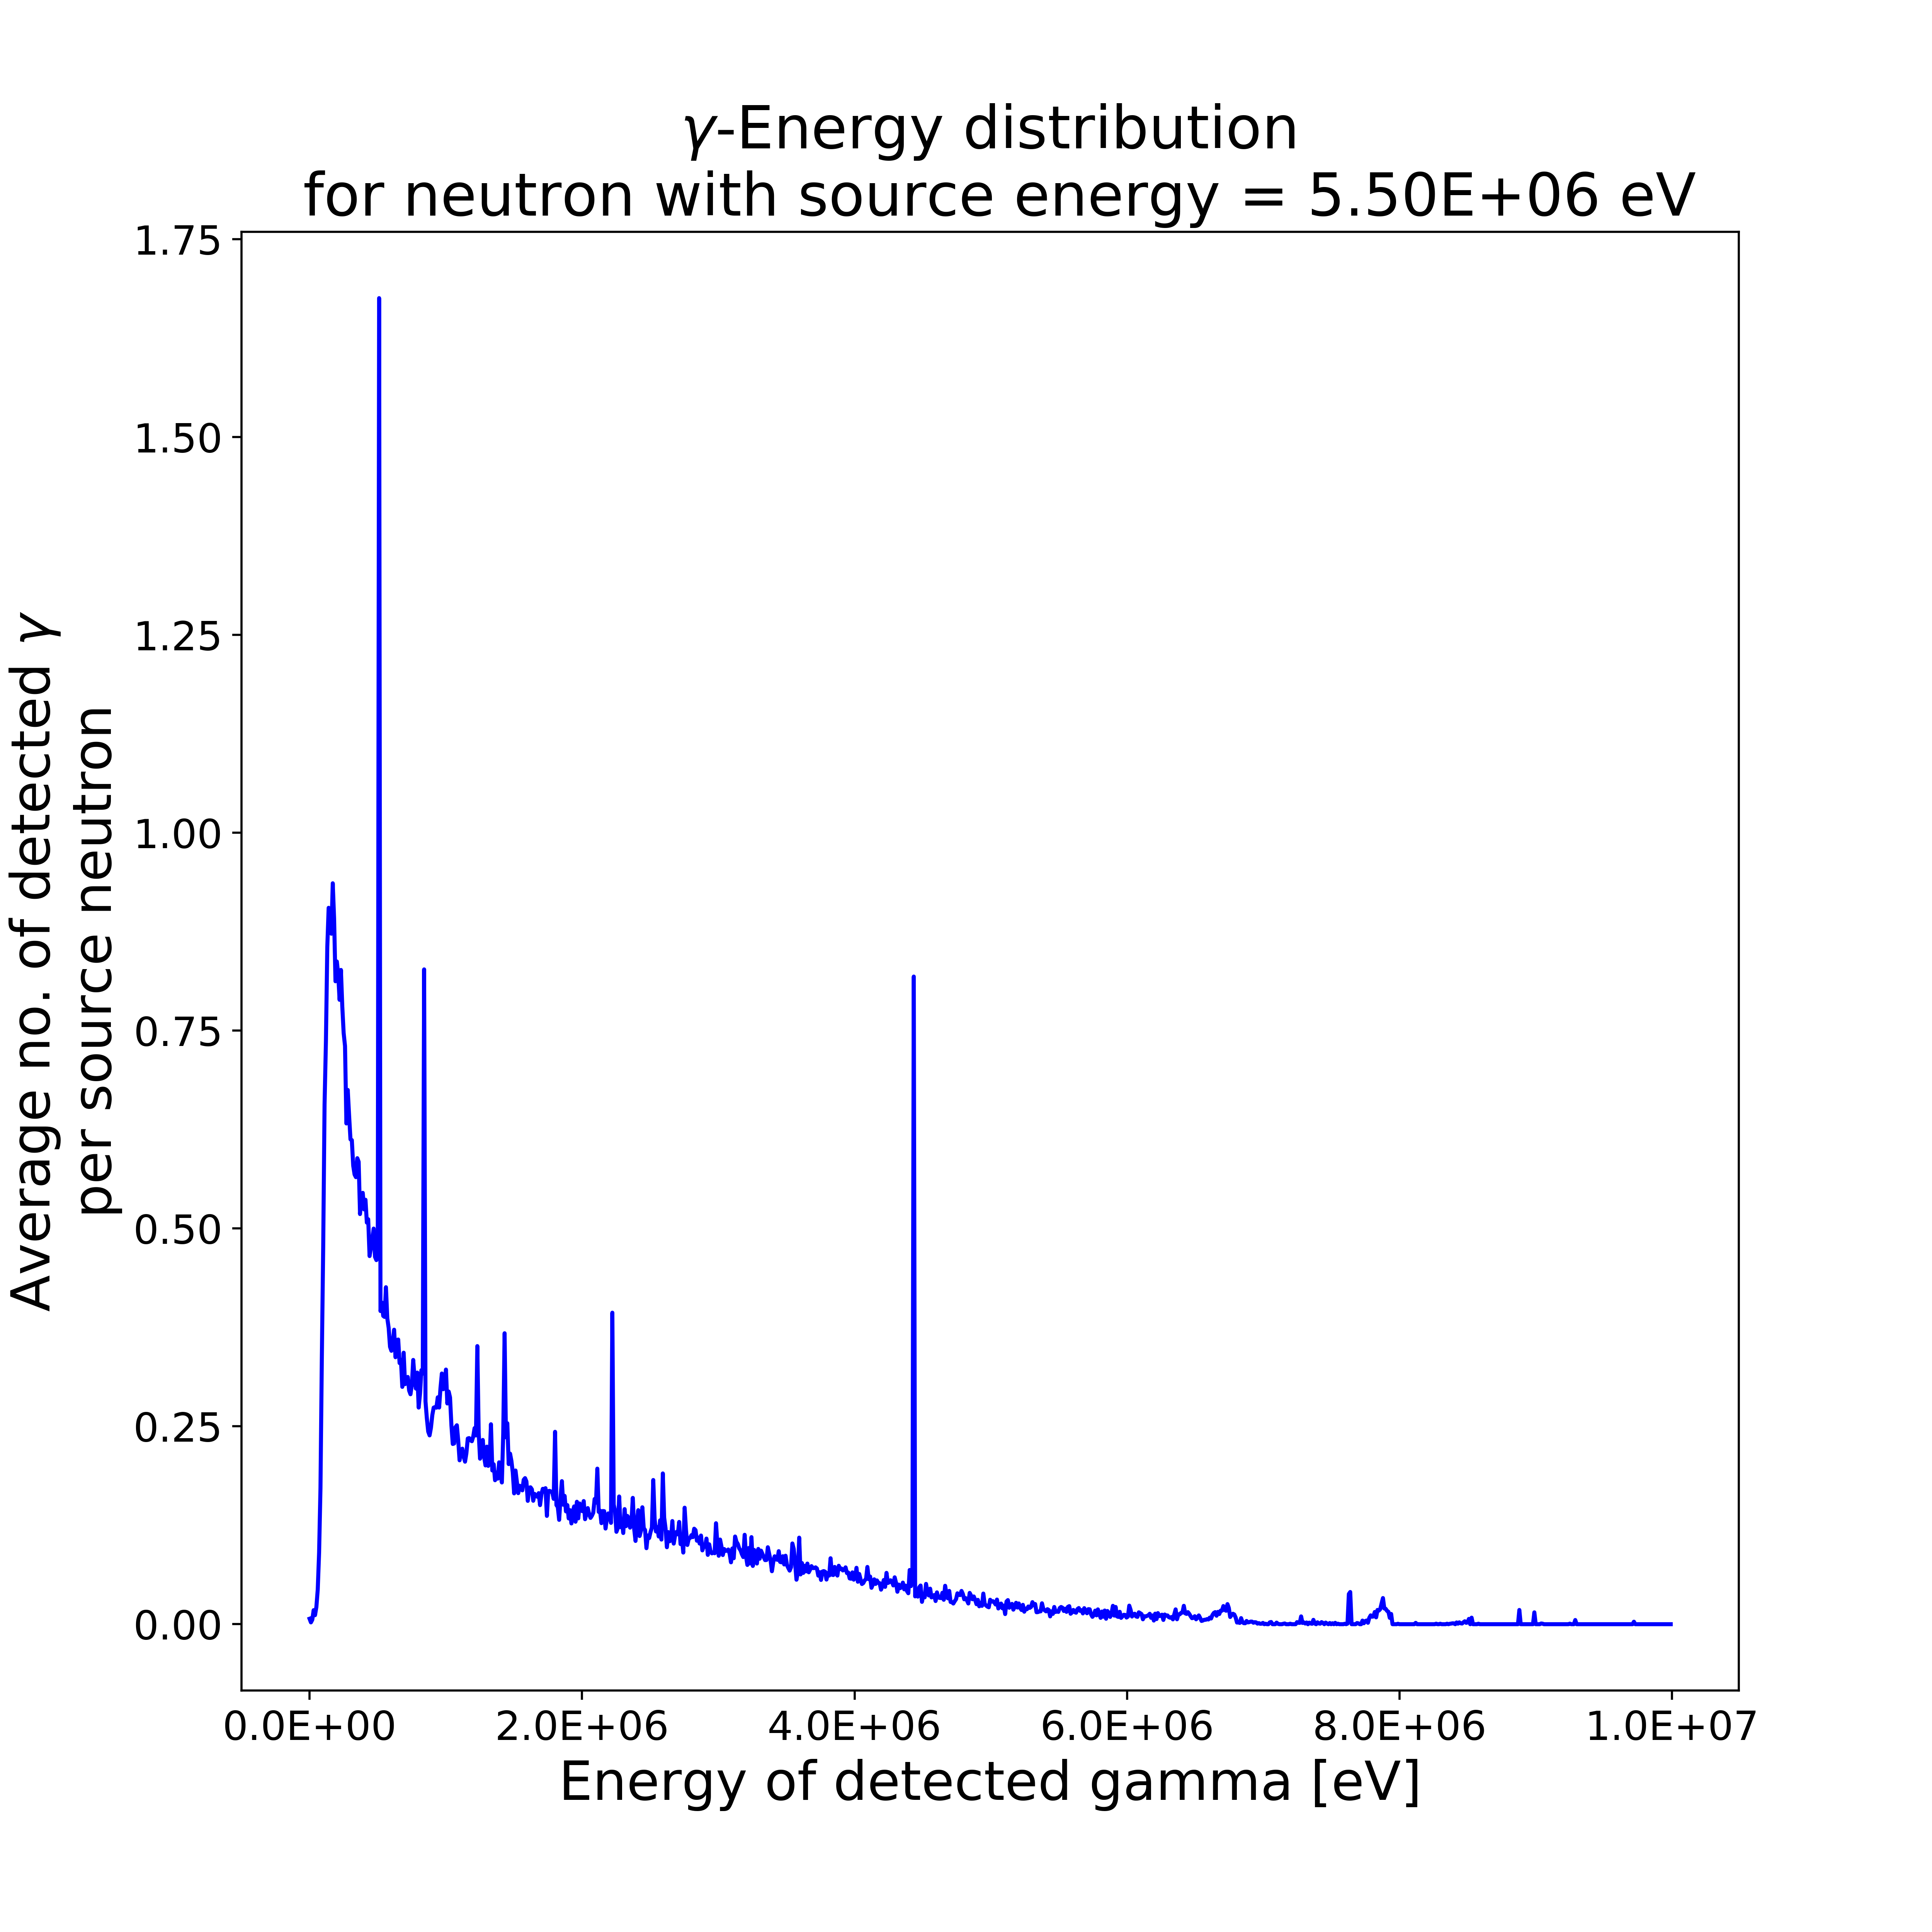 γ-Energy distribution
for neutron with source energy = 5.50E+06 eV
Average no. of detected γ
per source neutron
1.75
1.50
1.25
1.00
0.75
0.50
0.25
0.00
0.0E+00 2.0E+06 4.0E+06 6.0E+06 8.0E+06 1.0E+07
Energy of detected gamma [eV]